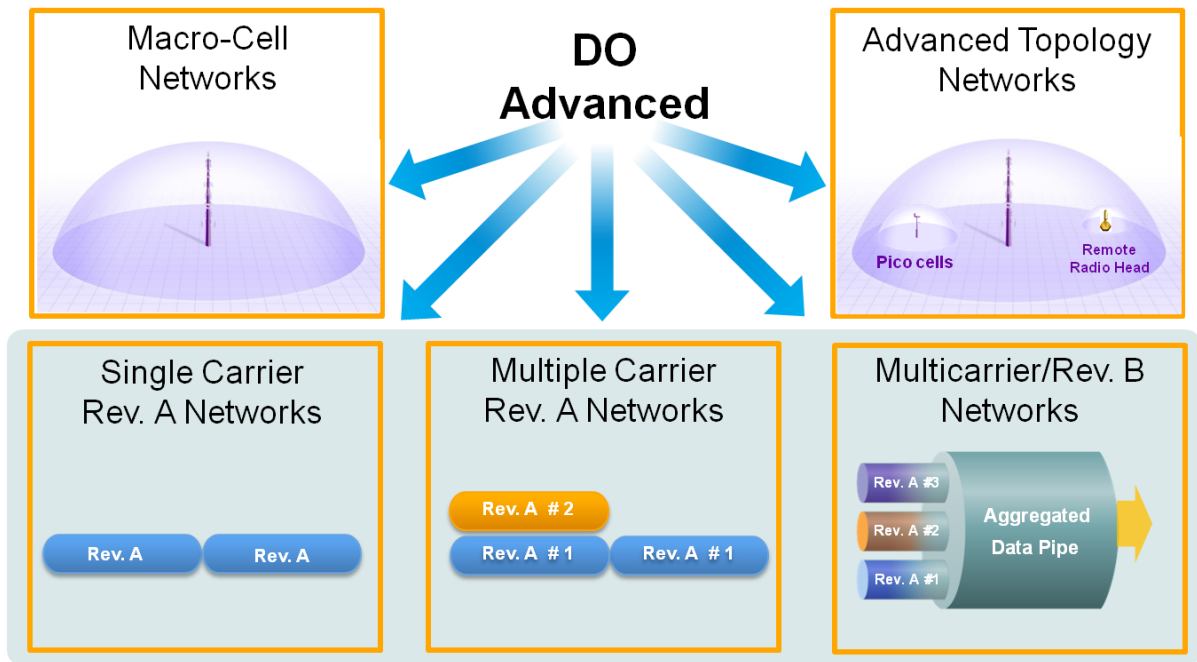 Macro-Cell
Networks
DO
Advanced
Advanced Topology
Networks
Pico cells
Remote
Radio Head
Single Carrier
Rev. A Networks
Rev. A
Rev. A
Multiple Carrier
Rev. A Networks
Rev. A # 2
Rev. A # 1
Rev. A # 1
Multicarrier/Rev. B
Networks
Rev. A #3
Rev. A #2
Rev. A #1
Aggregated
Data Pipe